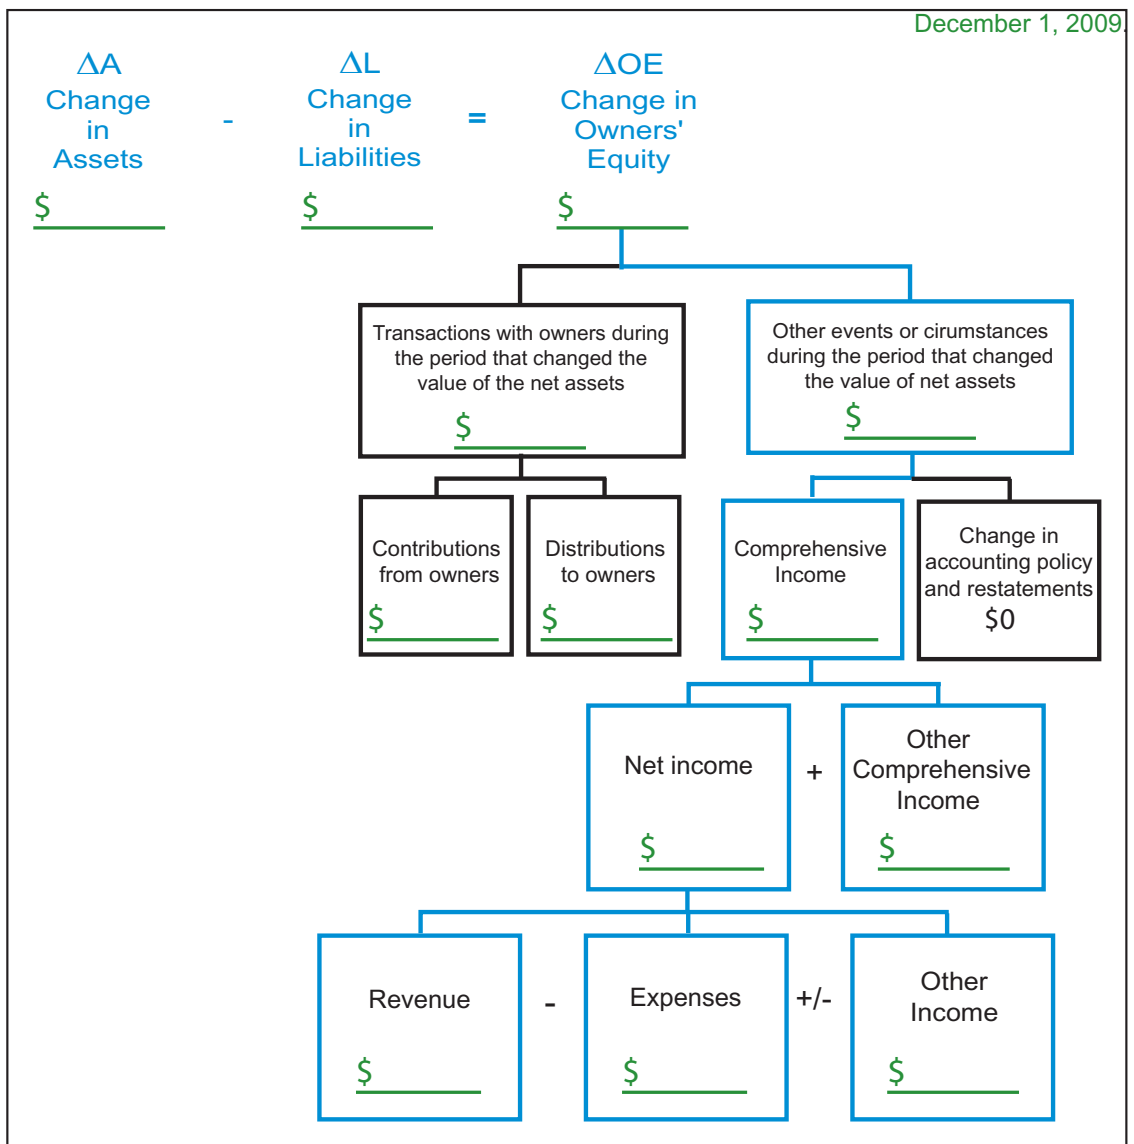 December 1, 2009.
ΔA
Change
in
Assets
$
-
ΔL
Change
in
Liabilities
$
=
ΔOE
Change in
Owners'
Equity
$
Transactions with owners during
the period that changed the
value of the net assets
$
Other events or cirumstances
during the period that changed
the value of net assets
$
Contributions
from owners
$
Distributions
to owners
$
Comprehensive
Income
$
Change in
accounting policy
and restatements
$0
Net income
$
+
Other
Comprehensive
Income
$
Revenue
$
-
Expenses
$
+/-
Other
Income
$